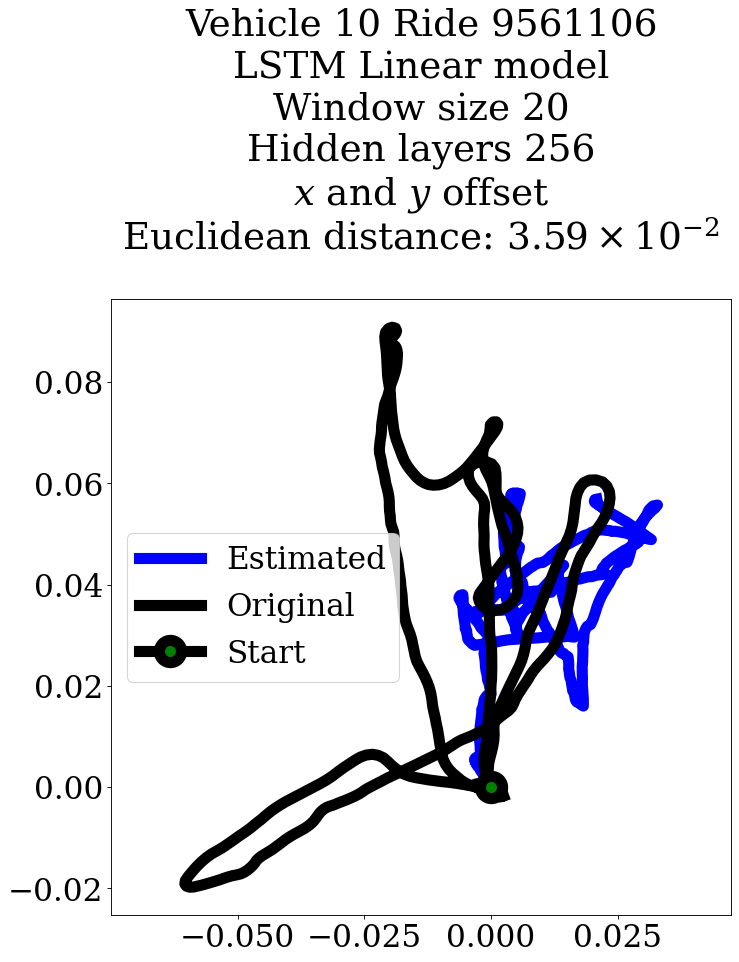 Vehicle 10 Ride 9561106
LSTM Linear model
Window size 20
Hidden layers 256
x and y offset
Euclidean distance: 3.59 × 10⁻²
0.08
0.06
0.04
0.02
0.00
−0.02
Estimated
Original
Start
−0.050 −0.025 0.000 0.025